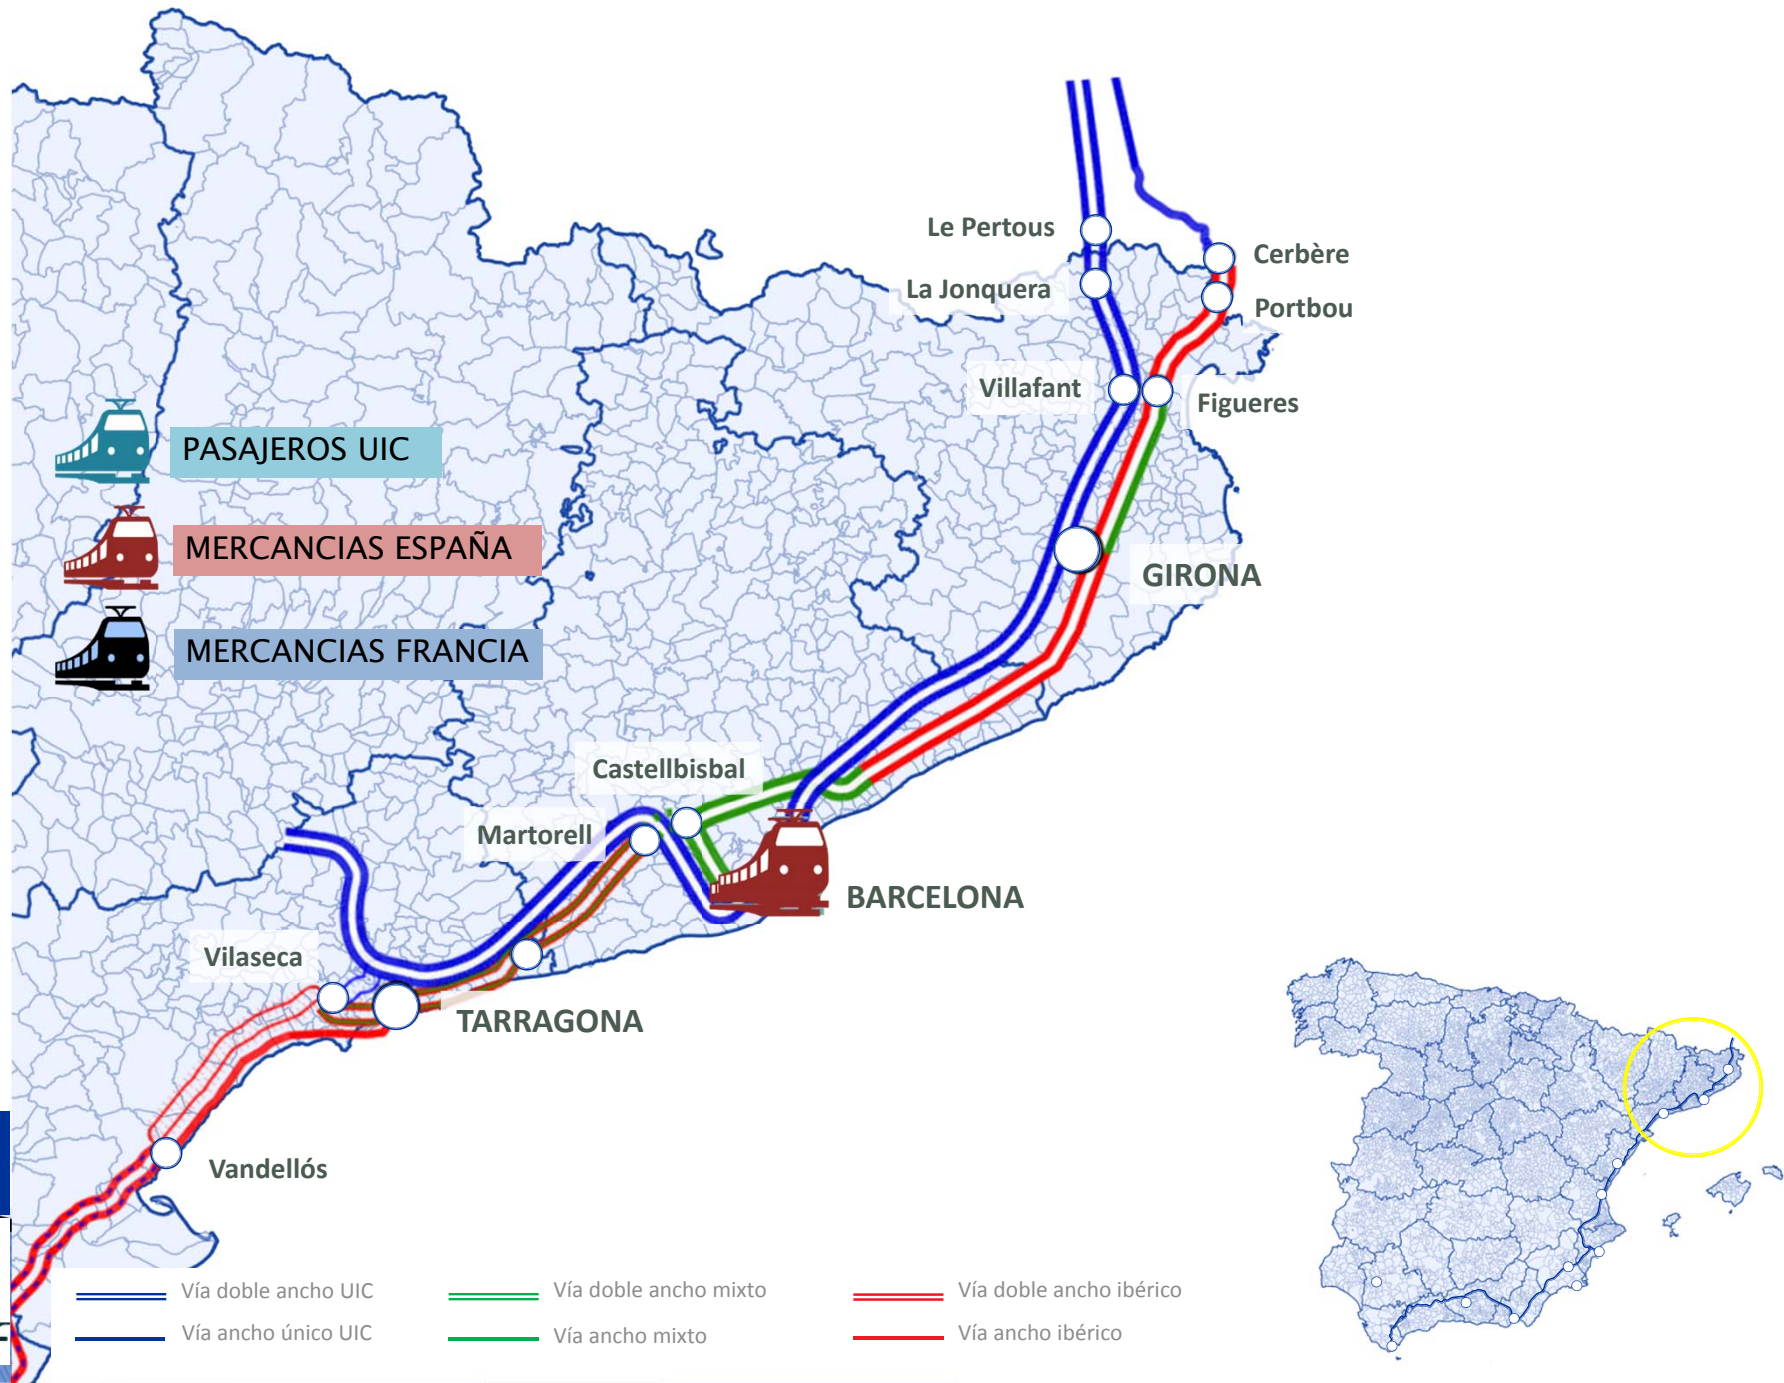 Le Pertous
Cerbère
La Jonquera
Portbou
Villafant
Figueres
PASAJEROS UIC
MERCANCIAS ESPAÑA
GIRONA
MERCANCIAS FRANCIA
Castellbisbal
Martorell
BARCELONA
Vilaseca
TARRAGONA
Vandellós
Vía doble ancho UIC
Vía doble ancho mixto
Vía doble ancho ibérico
Vía ancho único UIC
Vía ancho mixto
Vía ancho ibérico